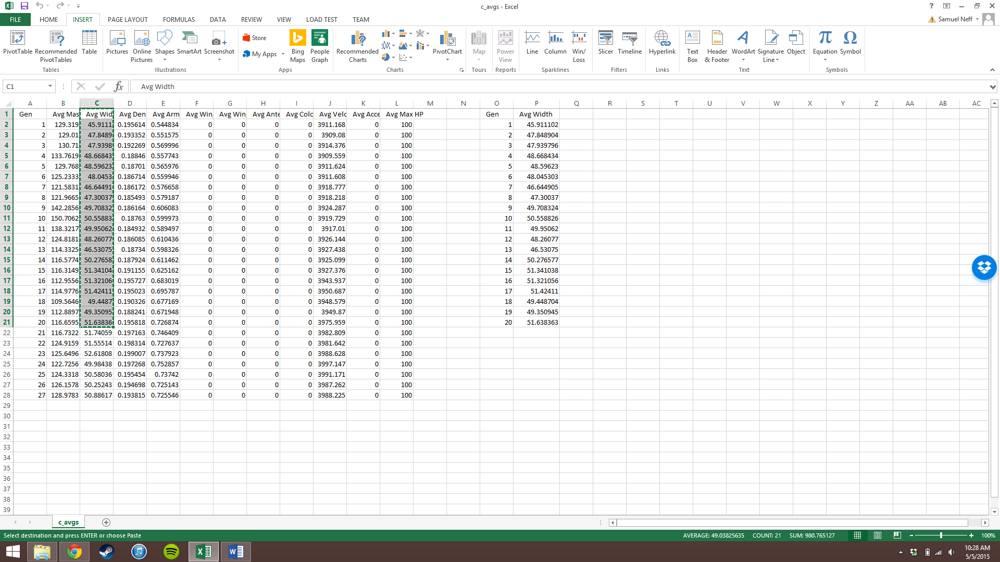 c_avgs - Excel
?
FILE HOME INSERT PAGE LAYOUT FORMULAS DATA REVIEW VIEW LOAD TEST TEAM Samuel Neff
PivotTable Recommended PivotTables Table Pictures Online Pictures Shapes SmartArt Screenshot Store My Apps Bing Maps People Graph Recommended Charts PivotChart Map Power View Line Column Win/ Loss Slicer Timeline Hyperlink Text Box Header & Footer WordArt Signature Line Object Equation Symbol
Tables Illustrations Apps Charts Tours Reports Sparklines Filters Links Text Symbols
C1 fx Avg Width
A B C D E F G H I J K L M N O P Q R S T U V W X Y Z AA AB AC
1 Gen Avg Mas Avg Wid Avg Den Avg Arm Avg Win Avg Win Avg Ante Avg Colo Avg Velo Avg Acce Avg Max HP Gen Avg Width
2 1 129.319 45.9111 0.195614 0.544834 0 0 0 0 3911.168 0 100 1 45.911102
3 2 129.01 47.8489 0.193352 0.551575 0 0 0 0 3909.08 0 100 2 47.848904
4 3 130.71 47.9398 0.192269 0.569996 0 0 0 0 3914.376 0 100 3 47.939796
5 4 133.7619 48.66843 0.18846 0.557743 0 0 0 0 3909.559 0 100 4 48.668434
6 5 129.768 48.59623 0.18701 0.565976 0 0 0 0 3911.624 0 100 5 48.59623
7 6 125.2333 48.0453 0.186714 0.559946 0 0 0 0 3911.608 0 100 6 48.045303
8 7 121.5831 46.64491 0.186172 0.576658 0 0 0 0 3918.777 0 100 7 46.644905
9 8 121.9665 47.30037 0.185493 0.579187 0 0 0 0 3918.218 0 100 8 47.30037
10 9 142.2856 49.70832 0.186164 0.606083 0 0 0 0 3924.287 0 100 9 49.708324
11 10 150.7062 50.55883 0.18763 0.599973 0 0 0 0 3919.729 0 100 10 50.558826
12 11 138.3217 49.95062 0.184932 0.589497 0 0 0 0 3917.01 0 100 11 49.95062
13 12 124.8181 48.26077 0.186085 0.610436 0 0 0 0 3926.144 0 100 12 48.26077
14 13 114.3325 46.53075 0.18734 0.598326 0 0 0 0 3927.438 0 100 13 46.53075
15 14 116.5774 50.27658 0.187924 0.611462 0 0 0 0 3925.099 0 100 14 50.276577
16 15 116.3149 51.34104 0.191155 0.625162 0 0 0 0 3927.376 0 100 15 51.341038
17 16 112.9556 51.32106 0.195727 0.683019 0 0 0 0 3943.937 0 100 16 51.321056
18 17 114.9776 51.42411 0.195023 0.695787 0 0 0 0 3950.687 0 100 17 51.42411
19 18 109.5646 49.4487 0.190326 0.677169 0 0 0 0 3948.579 0 100 18 49.448704
20 19 112.8897 49.35095 0.188241 0.671948 0 0 0 0 3949.87 0 100 19 49.350945
21 20 116.6595 51.63836 0.195818 0.726874 0 0 0 0 3975.959 0 100 20 51.638363
22 21 116.7322 51.74059 0.197163 0.746409 0 0 0 0 3982.809 0 100
23 22 124.9159 51.55514 0.198314 0.727637 0 0 0 0 3981.642 0 100
24 23 125.6496 52.61808 0.199007 0.737923 0 0 0 0 3988.628 0 100
25 24 122.7256 49.98438 0.197268 0.752857 0 0 0 0 3997.147 0 100
26 25 124.3318 50.58036 0.195454 0.73742 0 0 0 0 3991.171 0 100
27 26 126.1578 50.25243 0.194698 0.725143 0 0 0 0 3987.262 0 100
28 27 128.9783 50.88617 0.193815 0.725546 0 0 0 0 3988.225 0 100
29
30
31
32
33
34
35
36
37
38
39
c_avgs
Select destination and press ENTER or choose Paste AVERAGE: 49.03825635 COUNT: 21 SUM: 980.765127 100%
10:28 AM
5/5/2015